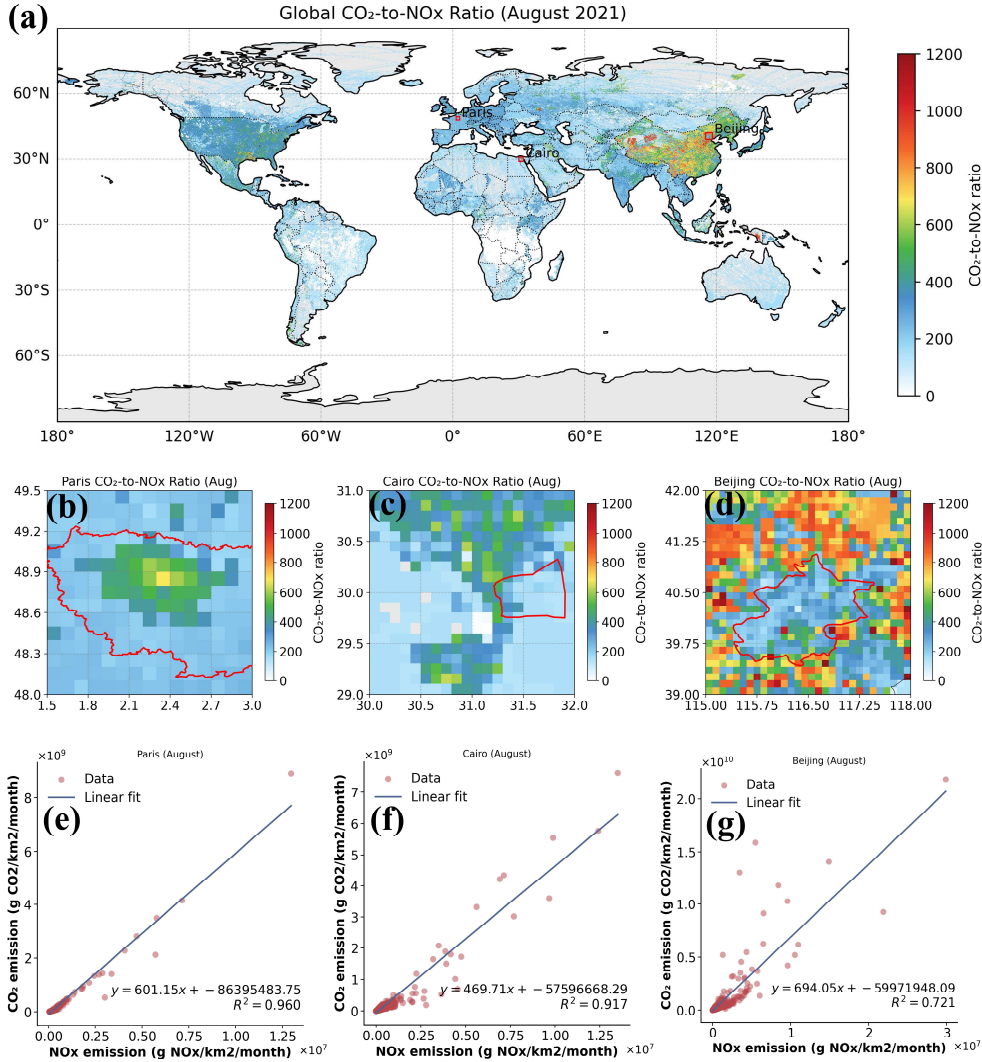 (a)
Global CO₂-to-NOx Ratio (August 2021)
60°N
30°N
0°
30°S
60°S
180°
120°W
60°W
0°
60°E
120°E
180°
Paris
Cairo
Beijing
1200
1000
800
600
400
200
0
CO₂-to-NOx ratio
Paris CO₂-to-NOx Ratio (Aug)
(b)
49.5
49.2
48.9
48.6
48.3
48.0
1.5
1.8
2.1
2.4
2.7
3.0
1200
1000
800
600
400
200
0
CO₂-to-NOx ratio
Cairo CO₂-to-NOx Ratio (Aug)
(c)
31.0
30.5
30.0
29.5
29.0
30.0
30.5
31.0
31.5
32.0
1200
1000
800
600
400
200
0
CO₂-to-NOx ratio
Beijing CO₂-to-NOx Ratio (Aug)
(d)
42.00
41.25
40.50
39.75
39.00
115.00
115.75
116.50
117.25
118.00
1200
1000
800
600
400
200
0
CO₂-to-NOx ratio
×10⁹
Paris (August)
Data
Linear fit
(e)
8
6
4
2
0
CO₂ emission (g CO2/km2/month)
y = 601.15x + −86395483.75
R² = 0.960
0.00
0.25
0.50
0.75
1.00
1.25
×10⁷
NOx emission (g NOx/km2/month)
×10⁹
Cairo (August)
Data
Linear fit
(f)
7
6
5
4
3
2
1
0
CO₂ emission (g CO2/km2/month)
y = 469.71x + −57596668.29
R² = 0.917
0.00
0.25
0.50
0.75
1.00
1.25
×10⁷
NOx emission (g NOx/km2/month)
×10¹⁰
Beijing (August)
Data
Linear fit
(g)
2.0
1.5
1.0
0.5
0.0
CO₂ emission (g CO2/km2/month)
y = 694.05x + −59971948.09
R² = 0.721
0
1
2
3
×10⁷
NOx emission (g NOx/km2/month)